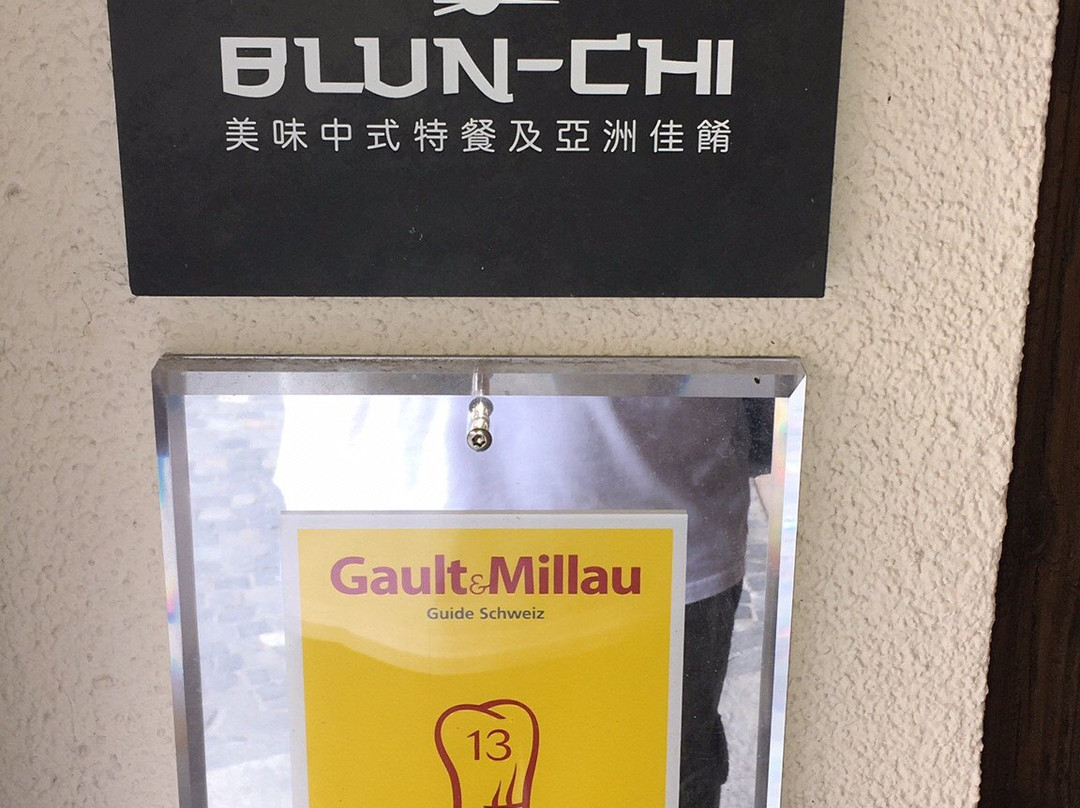 BLUN-CHI
美味中式特餐及亞洲佳餚
Gault&Millau
Guide Schweiz
13